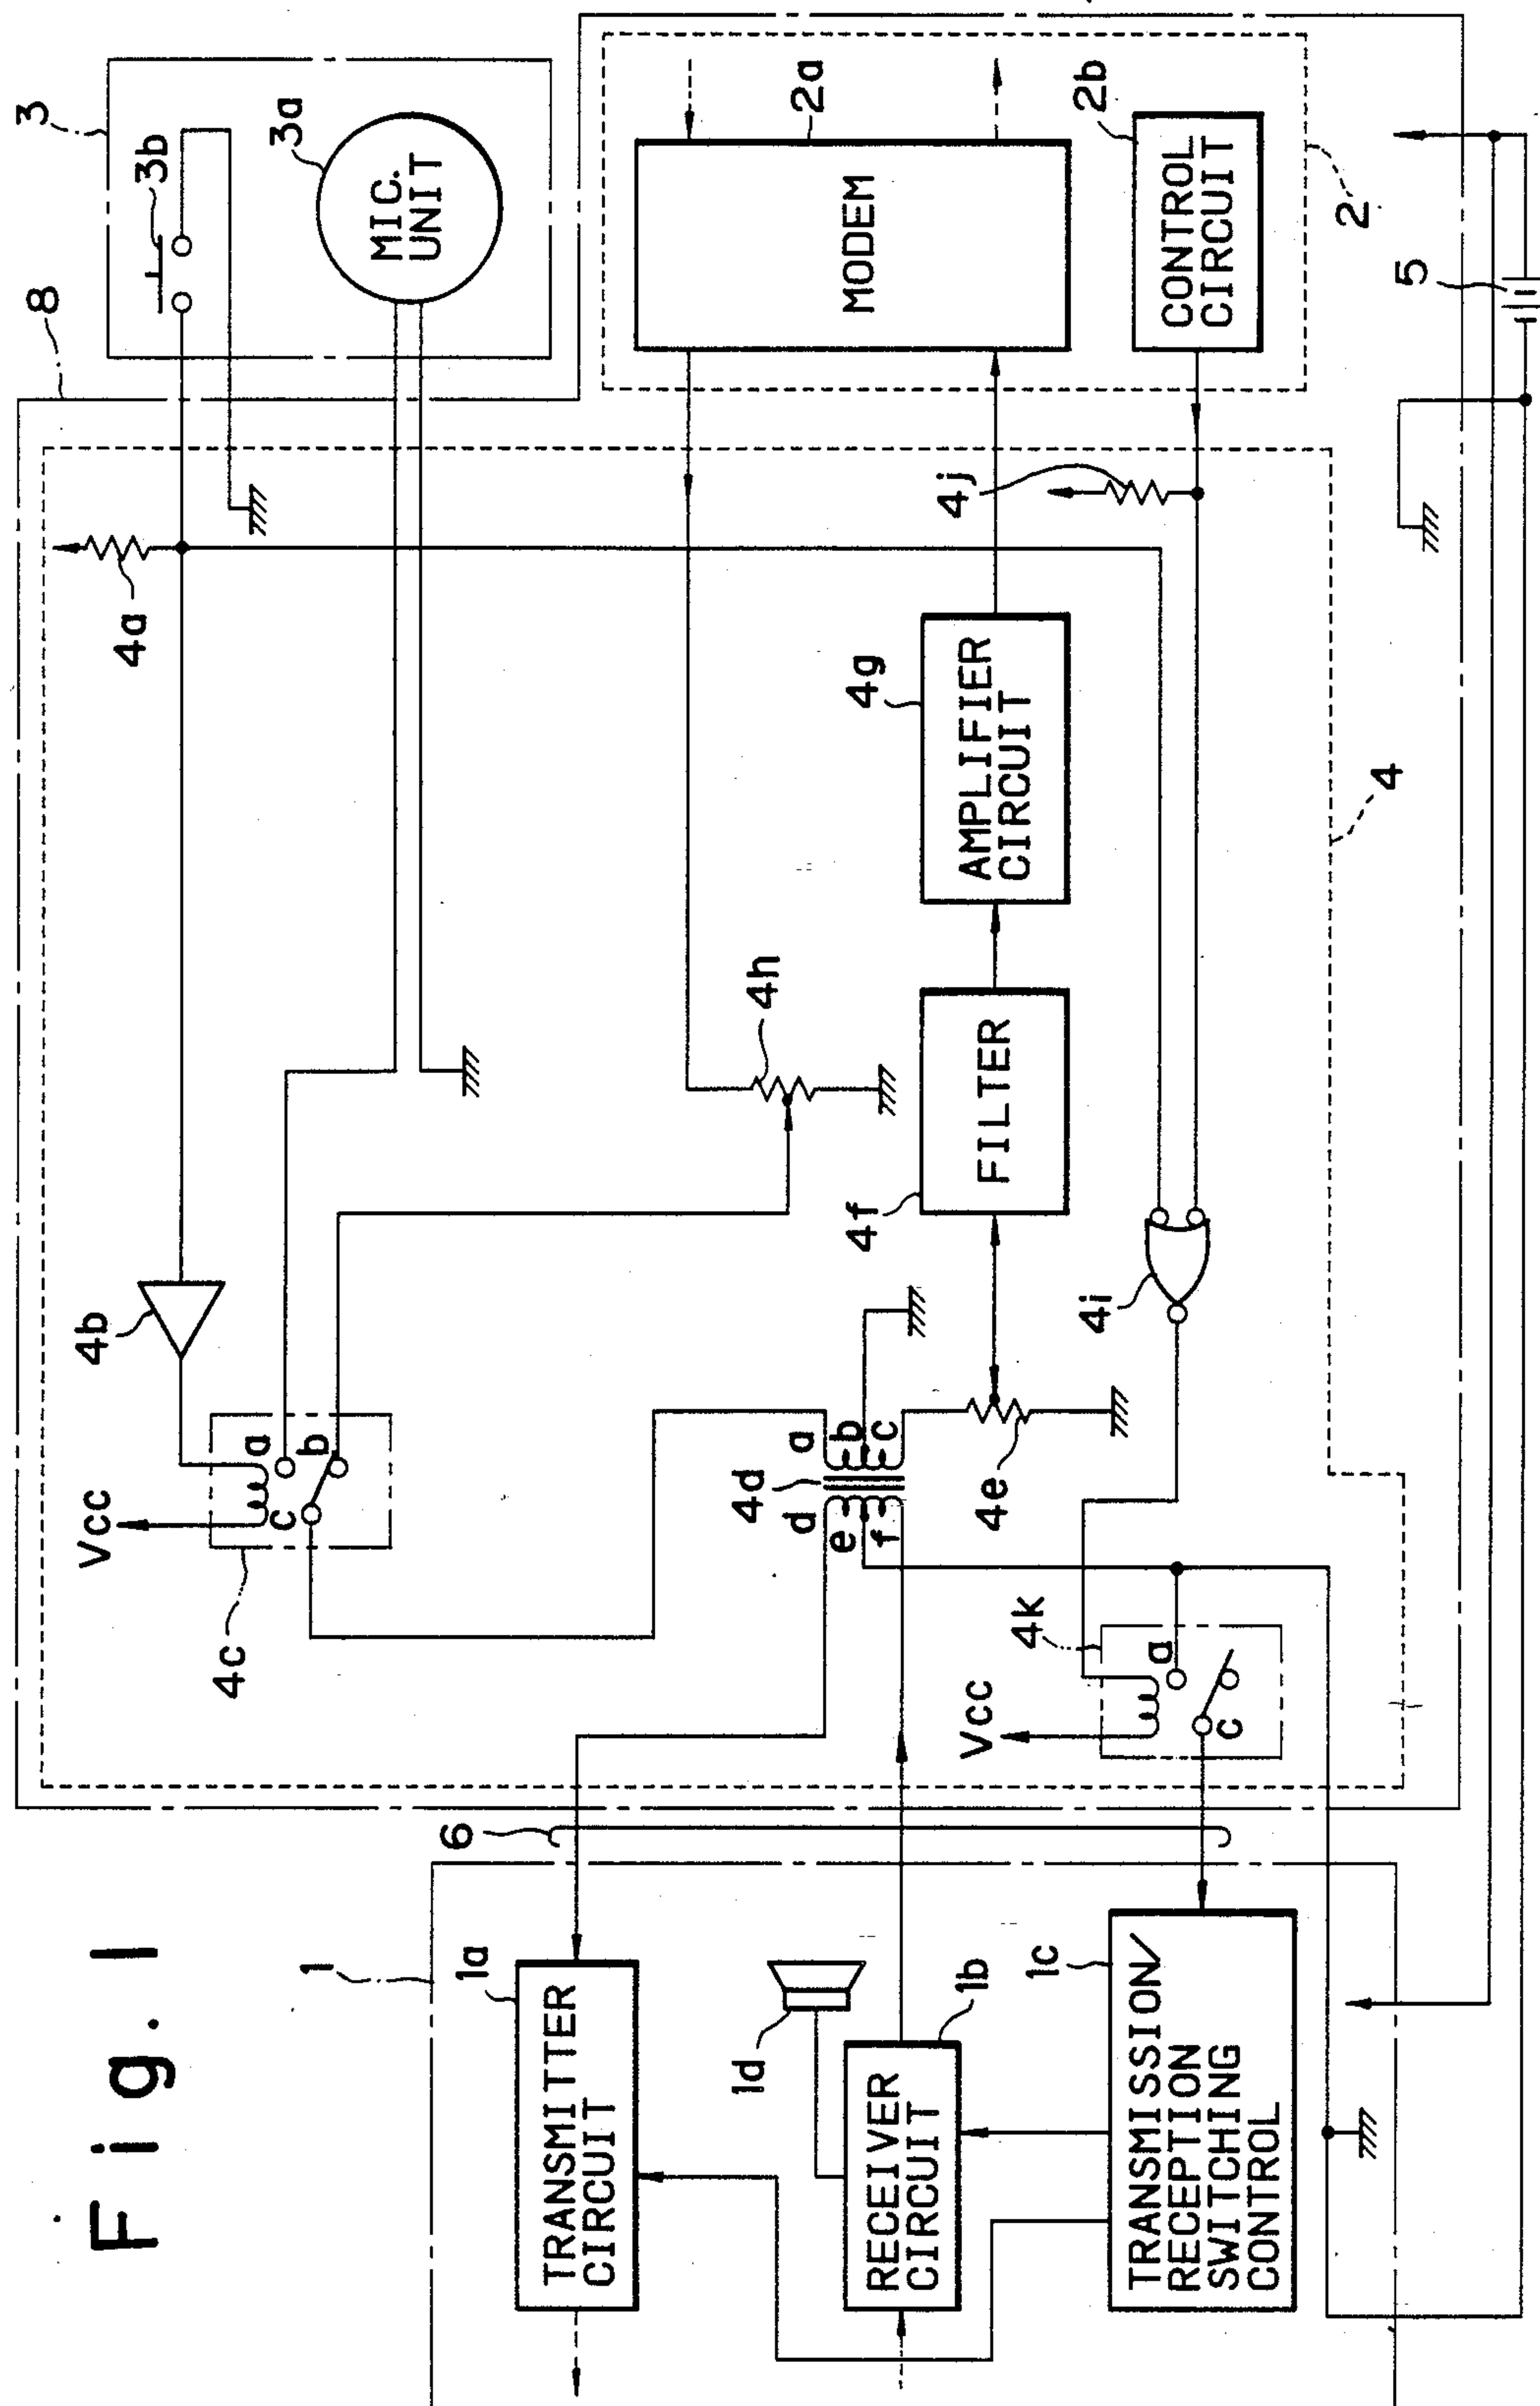 Fig. 1
1
1a
TRANSMITTER
CIRCUIT
1d
1b
RECEIVER
CIRCUIT
1c
TRANSMISSION/
RECEPTION
SWITCHING
CONTROL
6
8
Vcc
4c
a
b
c
4b
4a
4d
a
b
c
d
e
f
4e
4h
4f
FILTER
4g
AMPLIFIER
CIRCUIT
4i
4j
4k
Vcc
a
c
4
3
3b
3a
MIC.
UNIT
2a
MODEM
2b
CONTROL
CIRCUIT
2
5